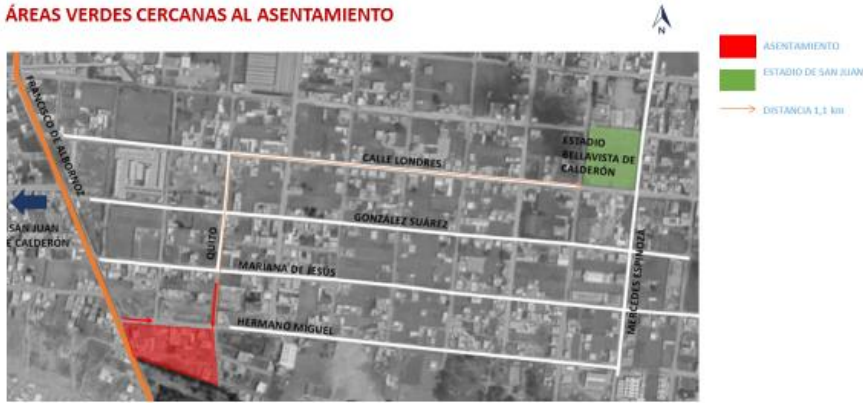 ÁREAS VERDES CERCANAS AL ASENTAMIENTO
N
ASENTAMIENTO
ESTADIO DE SAN JUAN
DISTANCIA 1,1 km
FRANCISCO DE ALBORNOZ
CALLE LONDRES
ESTADIO
BELLAVISTA DE
CALDERÓN
GONZÁLEZ SUÁREZ
SAN JUAN
E CALDERÓN
QUITO
MARIANA DE JESÚS
MERCEDES ESPINOZA
HERMANO MIGUEL